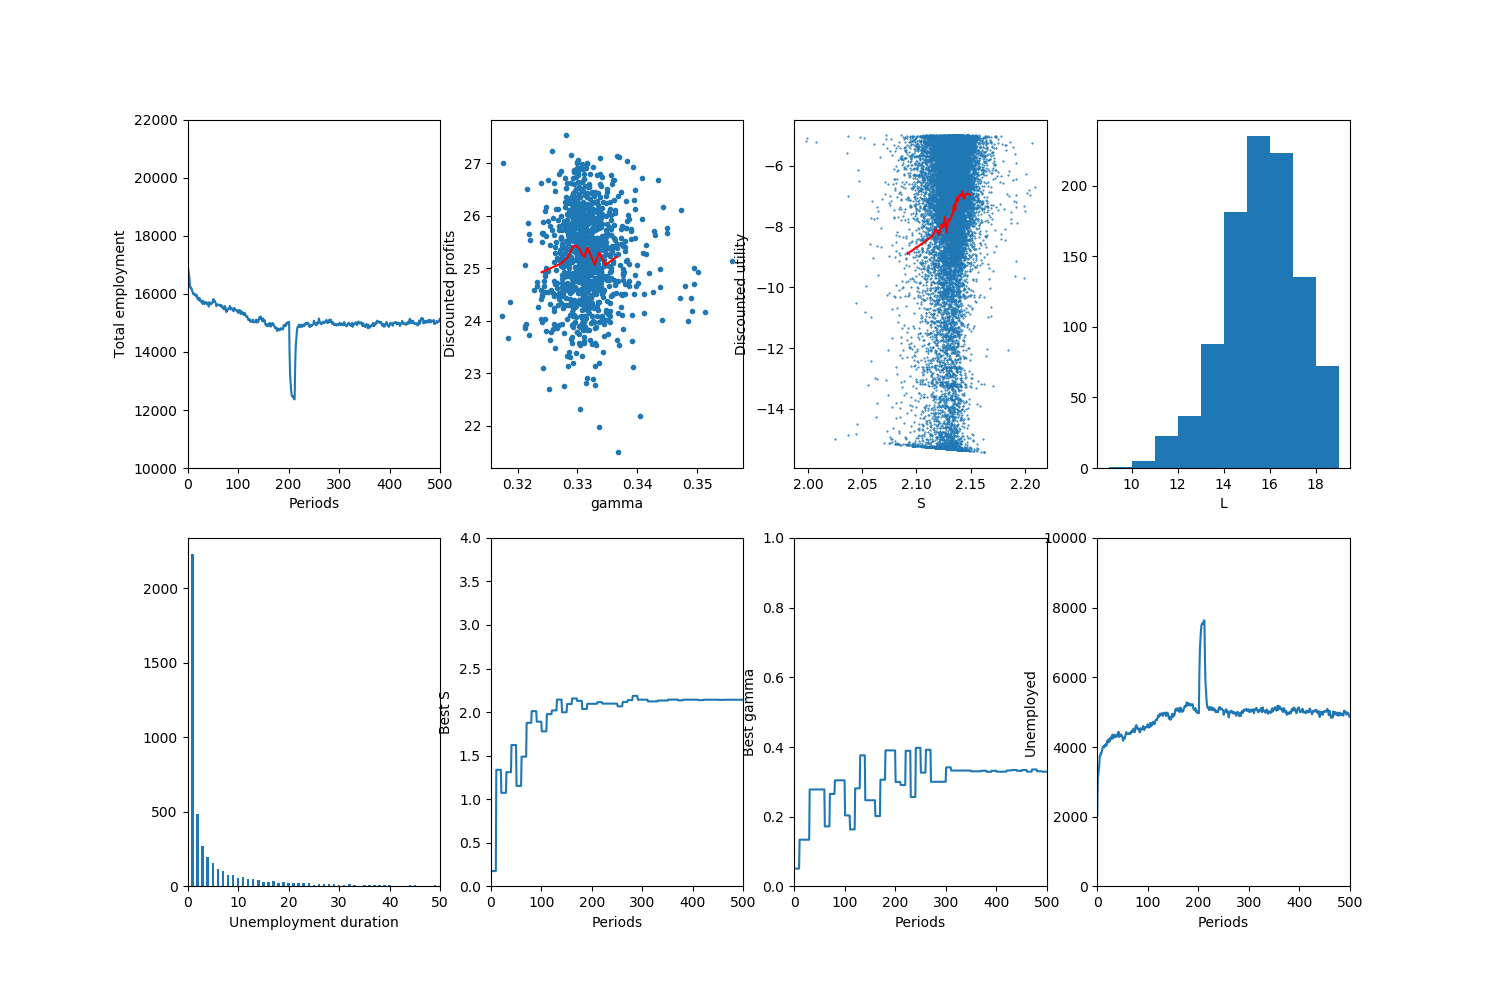 22000
20000
18000
16000
14000
12000
10000
Total employment
0 100 200 300 400 500
Periods
27
26
25
24
23
22
Discounted profits
0.32 0.33 0.34 0.35
gamma
−6
−8
−10
−12
−14
Discounted utility
2.00 2.05 2.10 2.15 2.20
S
200
150
100
50
0
10 12 14 16 18
L
2000
1500
1000
500
0
0 10 20 30 40 50
Unemployment duration
4.0
3.5
3.0
2.5
2.0
1.5
1.0
0.5
0.0
Best S
0 100 200 300 400 500
Periods
1.0
0.8
0.6
0.4
0.2
0.0
Best gamma
0 100 200 300 400 500
Periods
10000
8000
6000
4000
2000
0
Unemployed
0 100 200 300 400 500
Periods